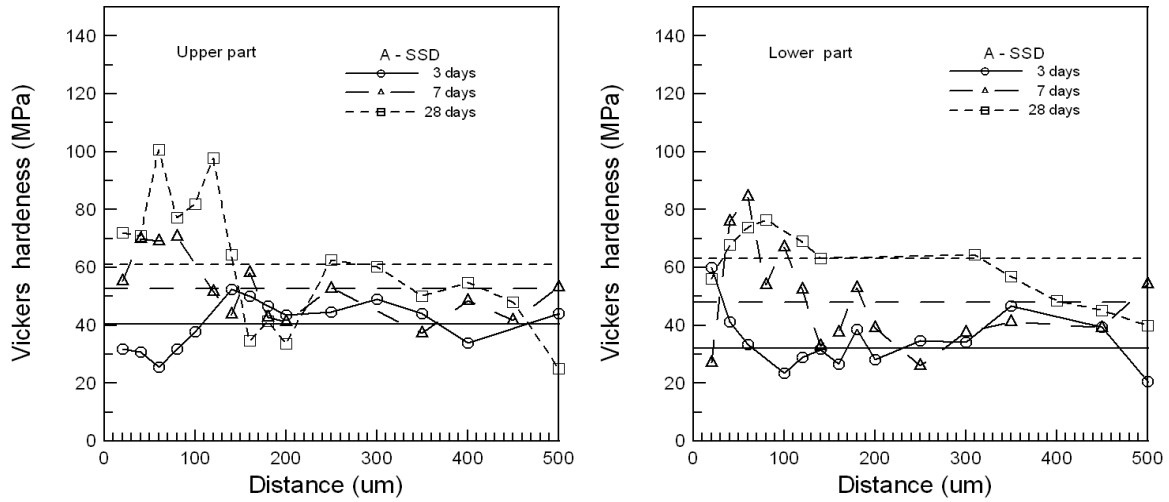 140
120
100
80
60
40
20
0
Vickers hardeness (MPa)
Upper part
A - SSD
3 days
7 days
28 days
0 100 200 300 400 500
Distance (um)
140
120
100
80
60
40
20
0
Vickers hardeness (MPa)
Lower part
A - SSD
3 days
7 days
28 days
0 100 200 300 400 500
Distance (um)